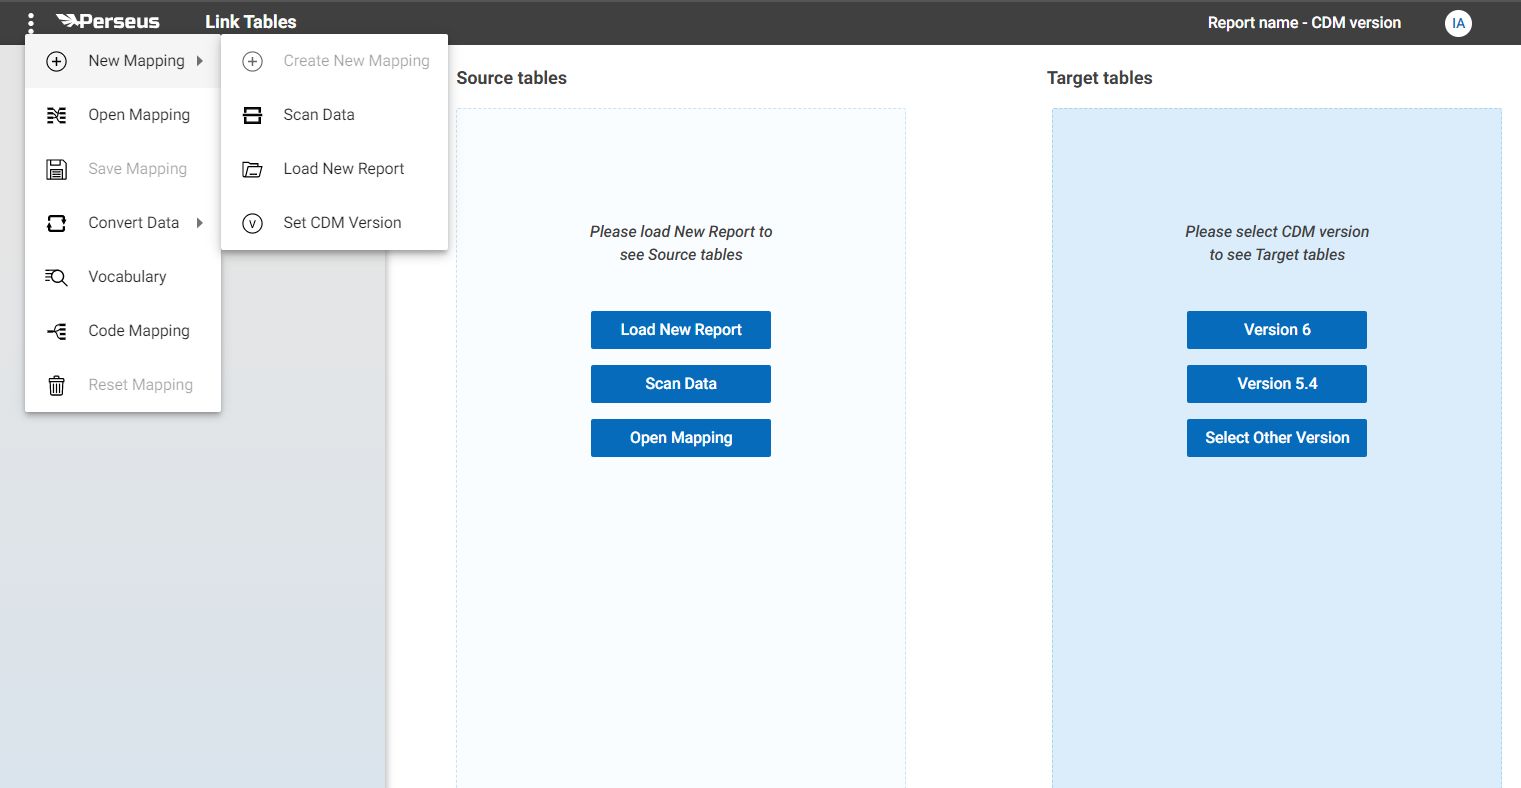 Perseus
Link Tables
Report name - CDM version
IA
New Mapping
Open Mapping
Save Mapping
Convert Data
Vocabulary
Code Mapping
Reset Mapping
Create New Mapping
Scan Data
Load New Report
V
Set CDM Version
Source tables
Please load New Report to
see Source tables
Load New Report
Scan Data
Open Mapping
Target tables
Please select CDM version
to see Target tables
Version 6
Version 5.4
Select Other Version